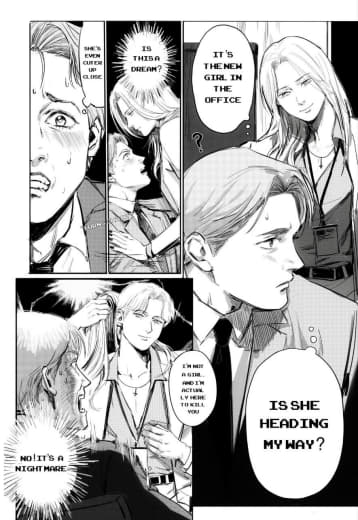 IT'S
THE NEW
GIRL IN
THE
OFFICE
?
IS SHE
HEADING
MY WAY?
IS
THIS A
DREAM?
SHE'S
EVEN
CUTER
UP
CLOSE
I'M NOT
A GIRL.
AND I'M
ACTUAL
LY HERE
TO KILL
YOU
NO! IT'S A
NIGHTMARE